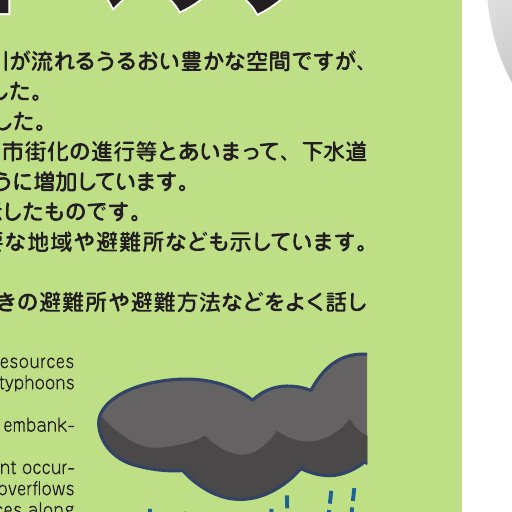 が流れるうるおい豊かな空間ですが、
した。
した。
市街化の進行等とあいまって、下水道
うに増加しています。
したものです。
な地域や避難所なども示しています。
きの避難所や避難方法などをよく話し
esources
typhoons
embank-
nt occur-
overflows
ces along